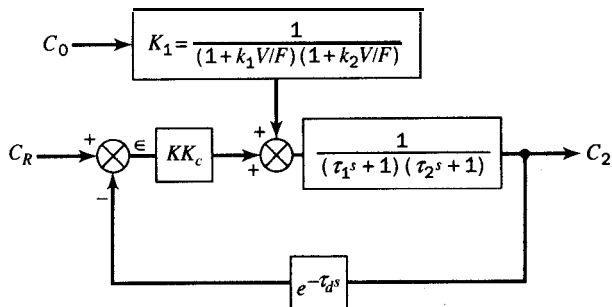 C₀
K₁ = 1 / (1 + k₁V/F)(1 + k₂V/F)
C_R
+
−
∈
KK_c
+
+
1 / (τ₁s + 1)(τ₂s + 1)
C₂
e^{−τ_d s}